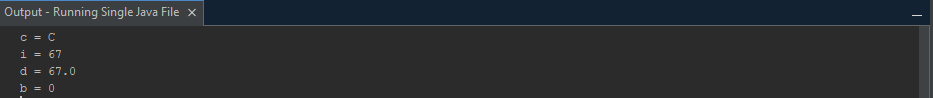 Output - Running Single Java File ×
c = C
i = 67
d = 67.0
b = 0